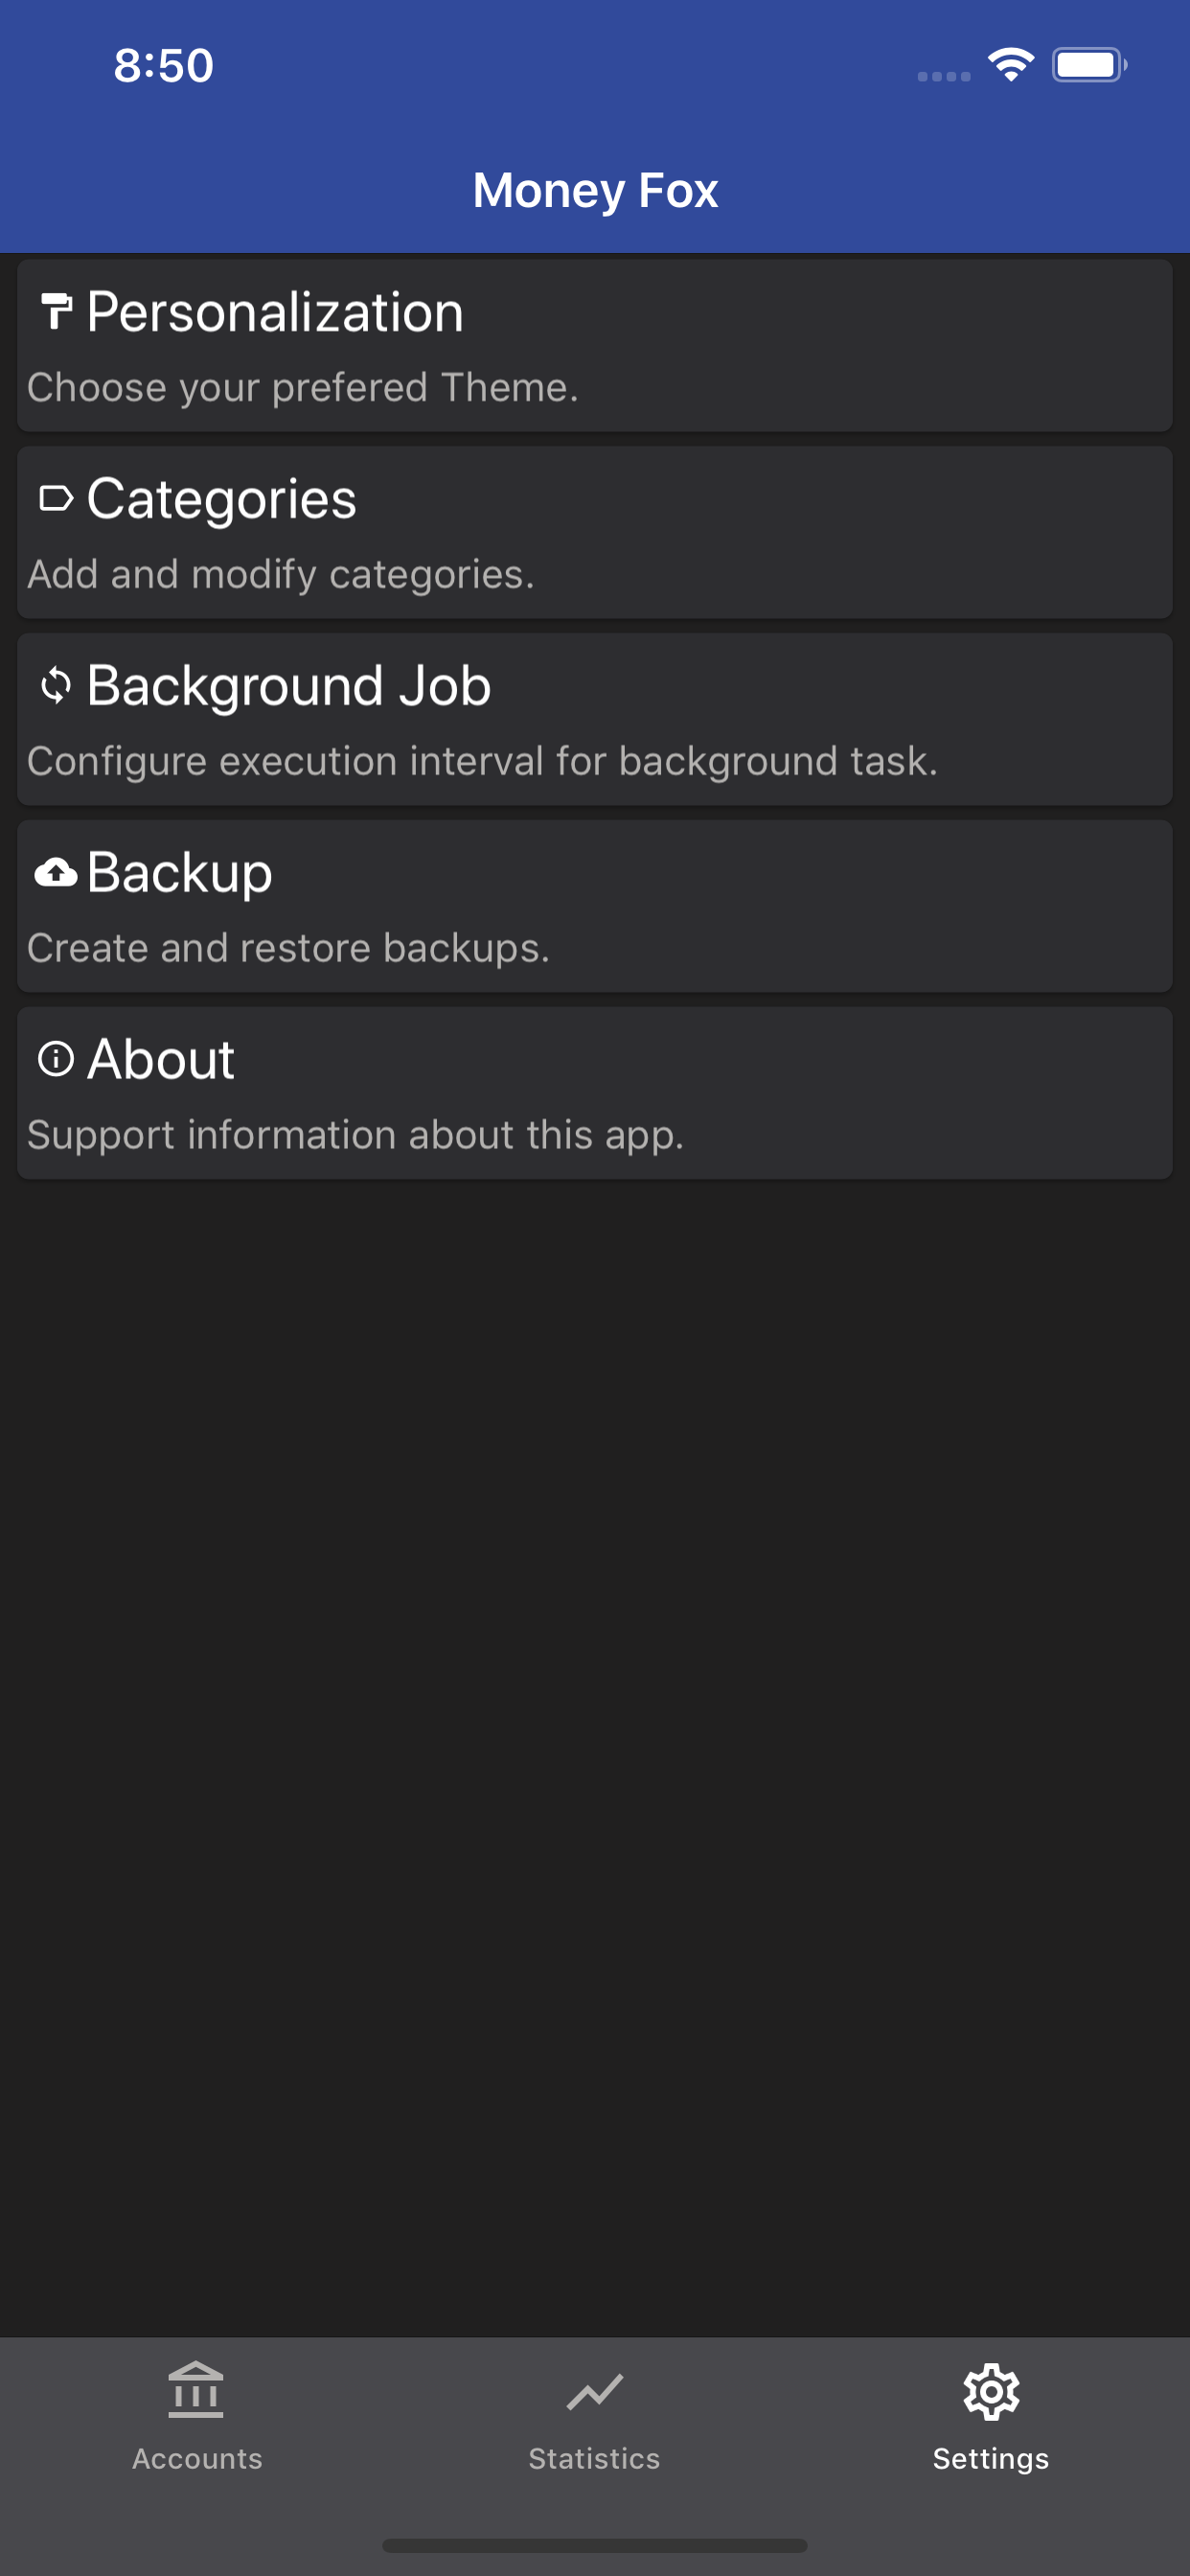 8:50
Money Fox
Personalization
Choose your prefered Theme.
Categories
Add and modify categories.
Background Job
Configure execution interval for background task.
Backup
Create and restore backups.
About
Support information about this app.
Accounts Statistics Settings